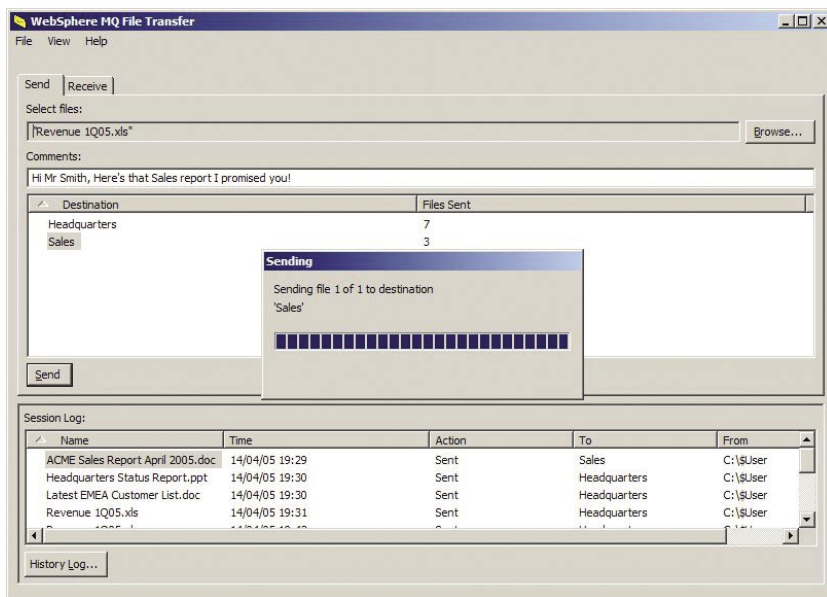 WebSphere MQ File Transfer
File View Help
Send Receive
Select files:
"Revenue 1Q05.xls"
Browse...
Comments:
Hi Mr Smith, Here's that Sales report I promised you!
Destination Files Sent
Headquarters 7
Sales 3
Sending
Sending file 1 of 1 to destination
'Sales'
Send
Session Log:
Name Time Action To From
ACME Sales Report April 2005.doc 14/04/05 19:29 Sent Sales C:\$User
Headquarters Status Report.ppt 14/04/05 19:30 Sent Headquarters C:\$User
Latest EMEA Customer List.doc 14/04/05 19:30 Sent Headquarters C:\$User
Revenue 1Q05.xls 14/04/05 19:31 Sent Headquarters C:\$User
History Log...